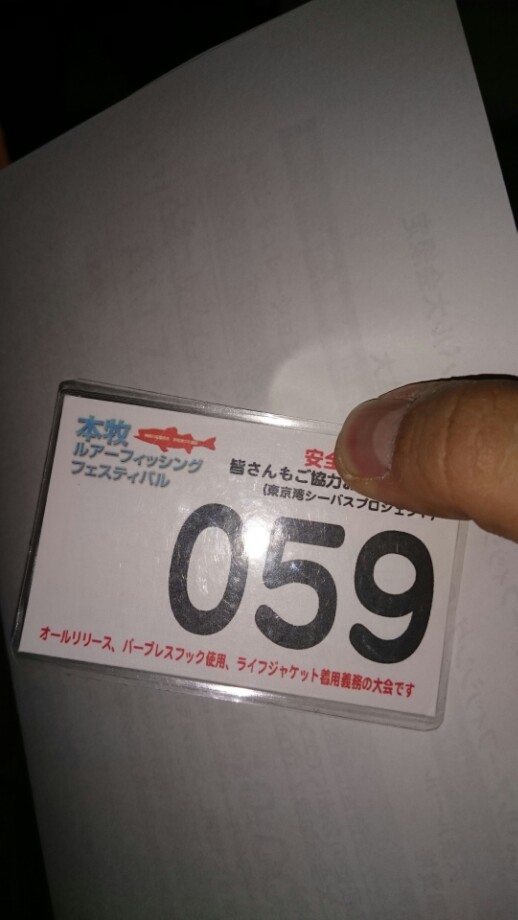 本牧
ルアーフィッシング
フェスティバル
安全
皆さんもご協力
(東京湾シーバスプロジェクト)
059
オールリリース、バーブレスフック使用、ライフジャケット着用義務の大会です